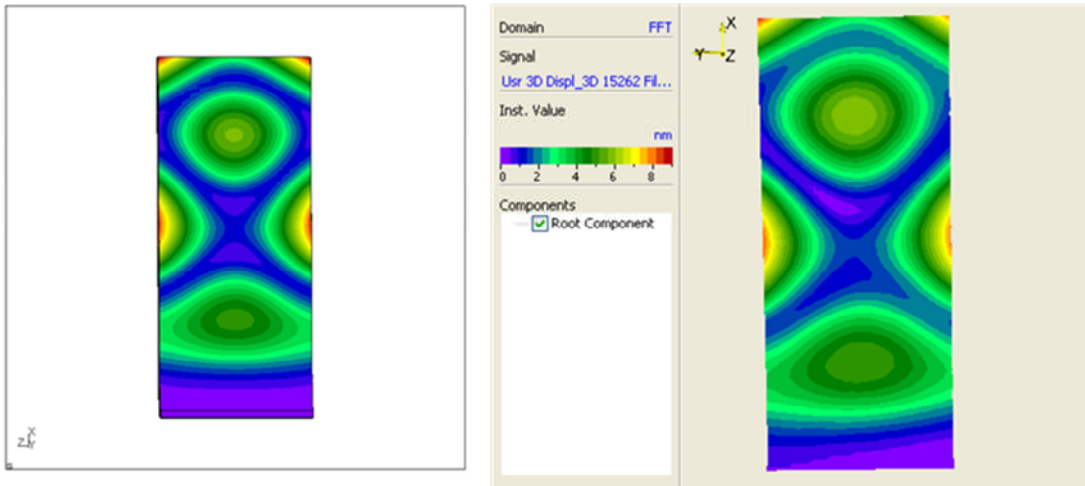 Z X
Y
Domain FFT
Signal
Usr 3D Displ_3D 15262 Fil...
Inst. Value
nm
0 2 4 6 8
Components
Root Component
X
Y Z